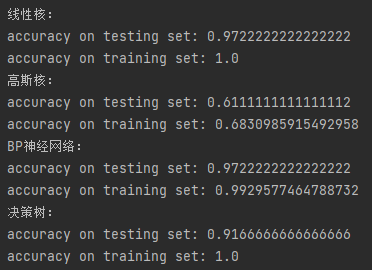 线性核:
accuracy on testing set: 0.9722222222222222
accuracy on training set: 1.0
高斯核:
accuracy on testing set: 0.6111111111111112
accuracy on training set: 0.6830985915492958
BP神经网络:
accuracy on testing set: 0.9722222222222222
accuracy on training set: 0.9929577464788732
决策树:
accuracy on testing set: 0.9166666666666666
accuracy on training set: 1.0